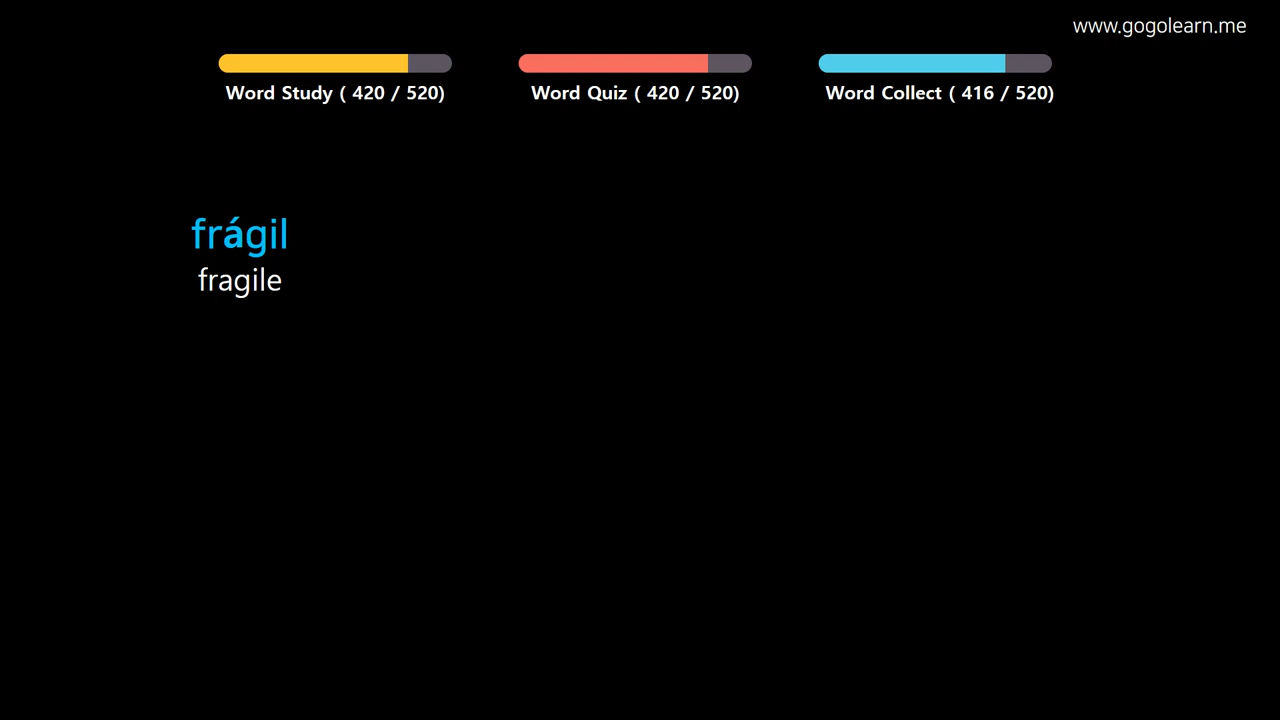 www.gogolearn.me
Word Study ( 420 / 520)
Word Quiz ( 420 / 520)
Word Collect ( 416 / 520)
frágil
fragile